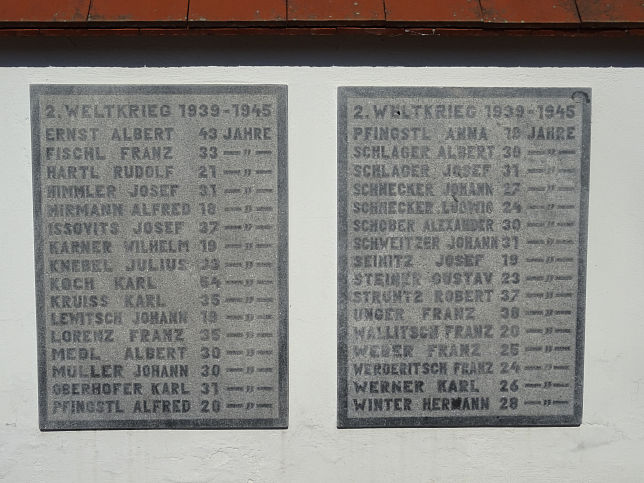 2. WELTKRIEG 1939-1945
ERNST ALBERT 43 JAHRE
FISCHL FRANZ 33 —"—
HARTL RUDOLF 21 —"—
HIMMLER JOSEF 31 —"—
HIRMANN ALFRED 18 —"—
ISSOVITS JOSEF 37 —"—
KARNER WILHELM 19 —"—
KNEBEL JULIUS —"—
KOCH KARL 54 —"—
KRUISS KARL 35 —"—
LEWITSCH JOHANN 19 —"—
LORENZ FRANZ 35 —"—
MEDL ALBERT 30 —"—
MÜLLER JOHANN 30 —"—
OBERHOFER KARL 31 —"—
PFINGSTL ALFRED 20 —"—
2. WELTKRIEG 1939-1945
PFINGSTL ANNA JAHRE
SCHLAGER ALBERT 30 —"—
SCHLAGER JOSEF 31 —"—
SCHNECKER JOHANN 27 —"—
SCHNECKER LUDWIG 24 —"—
SCHOBER ALEXANDER 30 —"—
SCHWEITZER JOHANN 31 —"—
SEINITZ JOSEF 19 —"—
STEINER GUSTAV 23 —"—
STRUNTZ ROBERT 37 —"—
UNGER FRANZ 38 —"—
WALLITSCH FRANZ 20 —"—
WEBER FRANZ 25 —"—
WERDERITSCH FRANZ 24 —"—
WERNER KARL 26 —"—
WINTER HERMANN 28 —"—